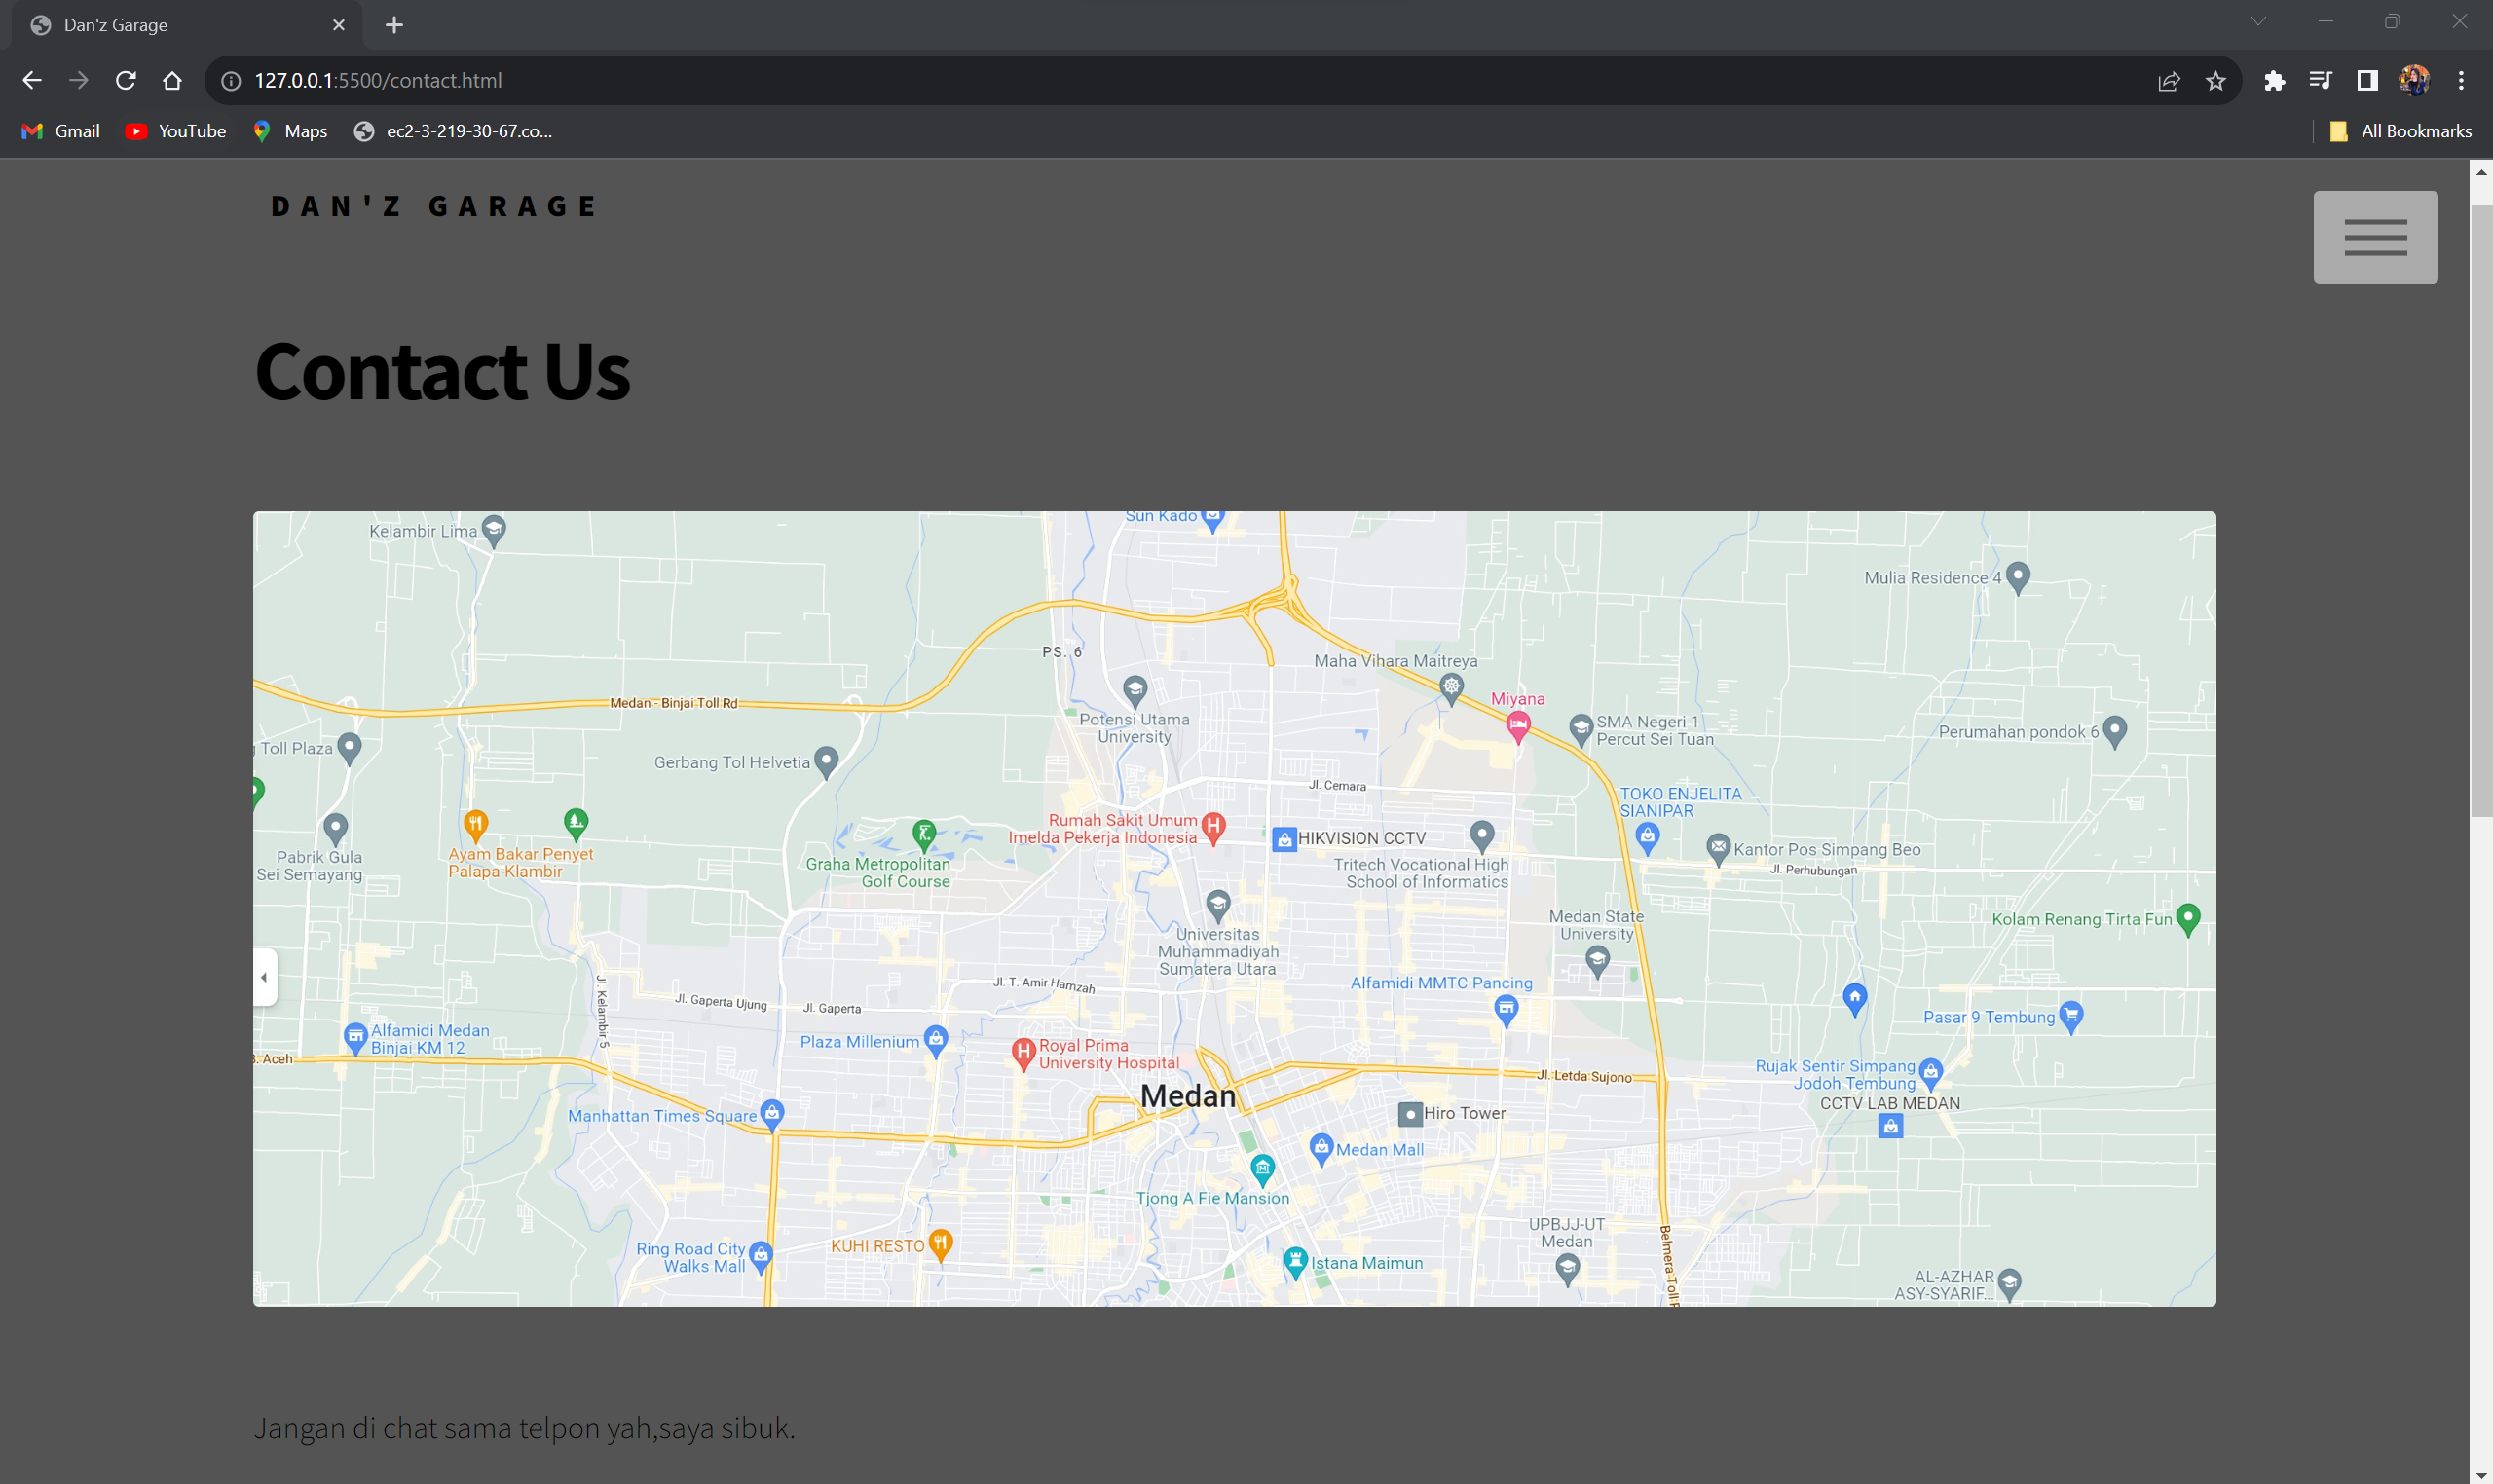 Dan'z Garage
127.0.0.1:5500/contact.html
Gmail
YouTube
Maps
ec2-3-219-30-67.co...
All Bookmarks
DAN'Z GARAGE
Contact Us
Kelambir Lima
Sun Kado
Mulia Residence 4
PS. 6
Maha Vihara Maitreya
Medan - Binjai Toll Rd
Miyana
Potensi Utama
University
SMA Negeri 1
Percut Sei Tuan
Perumahan pondok 6
Toll Plaza
Gerbang Tol Helvetia
Jl. Cemara
TOKO ENJELITA
SIANIPAR
Rumah Sakit Umum
Imelda Pekerja Indonesia
HIKVISION CCTV
Kantor Pos Simpang Beo
Pabrik Gula
Sei Semayang
Ayam Bakar Penyet
Palapa Klambir
Graha Metropolitan
Golf Course
Tritech Vocational High
School of Informatics
Jl. Perhubungan
Medan State
University
Kolam Renang Tirta Fun
Universitas
Muhammadiyah
Sumatera Utara
Jl. Kelambir 5
Jl. Gaperta Ujung
Jl. Gaperta
Jl. T. Amir Hamzah
Alfamidi MMTC Pancing
Pasar 9 Tembung
Alfamidi Medan
Binjai KM 12
Aceh
Plaza Millenium
Royal Prima
University Hospital
Jl. Letda Sujono
Rujak Sentir Simpang
Jodoh Tembung
Medan
CCTV LAB MEDAN
Manhattan Times Square
Hiro Tower
Medan Mall
Tjong A Fie Mansion
UPBJJ-UT
Medan
KUHI RESTO
Ring Road City
Walks Mall
Istana Maimun
Belmera Toll R
AL-AZHAR
ASY-SYARIF...
Jangan di chat sama telpon yah,saya sibuk.